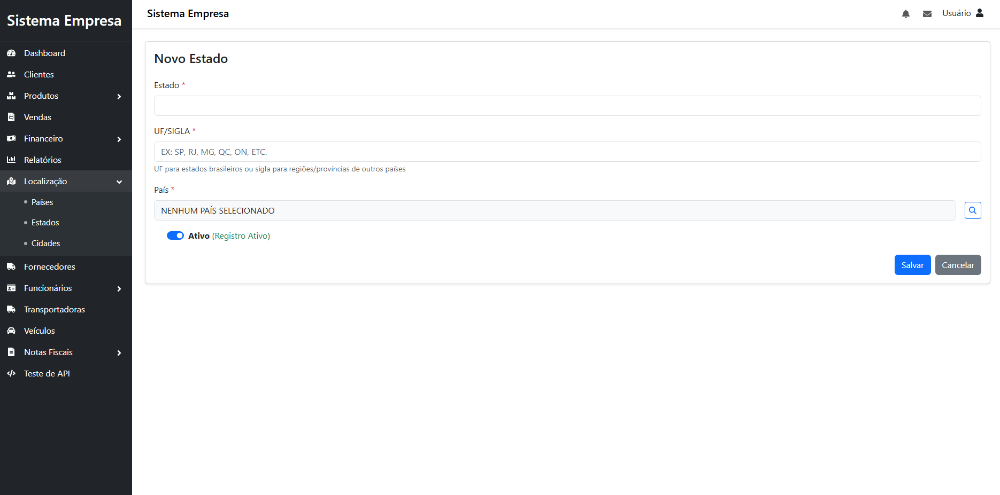 Sistema Empresa
Dashboard
Clientes
Produtos
Vendas
Financeiro
Relatórios
Localização
Países
Estados
Cidades
Fornecedores
Funcionários
Transportadoras
Veículos
Notas Fiscais
Teste de API
Sistema Empresa
Usuário
Novo Estado
Estado *
UF/SIGLA *
EX: SP, RJ, MG, QC, ON, ETC.
UF para estados brasileiros ou sigla para regiões/províncias de outros países
País *
NENHUM PAÍS SELECIONADO
Ativo (Registro Ativo)
Salvar Cancelar